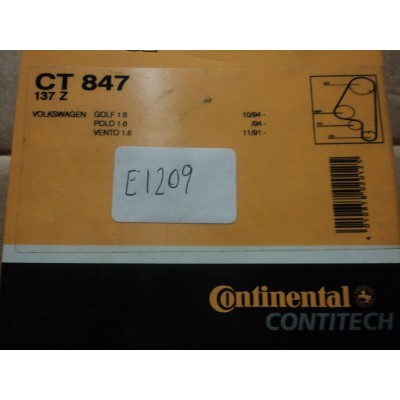 CT 847
137 Z
VOLKSWAGEN GOLF 1.6 10/94 -
POLO 1.6 /94 -
VENTO 1.6 11/91 -
E1209
Continental
CONTITECH